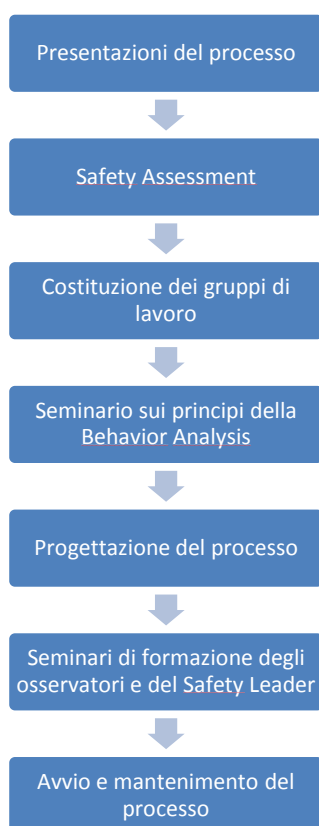 Presentazioni del processo
Safety Assessment
Costituzione dei gruppi di
lavoro
Seminario sui principi della
Behavior Analysis
Progettazione del processo
Seminari di formazione degli
osservatori e del Safety Leader
Avvio e mantenimento del
processo